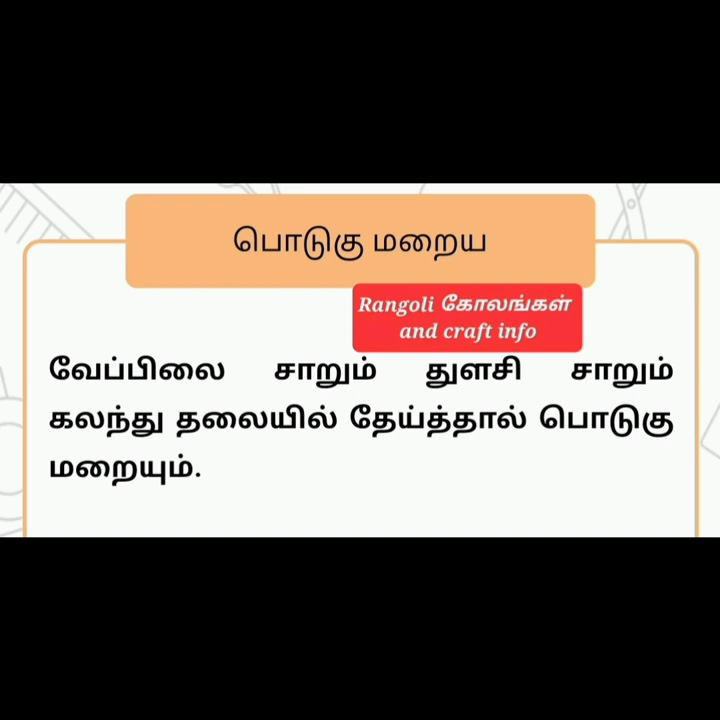 பொடுகு மறைய
Rangoli கோலங்கள்
and craft info
வேப்பிலை சாறும் துளசி சாறும்
கலந்து தலையில் தேய்த்தால் பொடுகு
மறையும்.